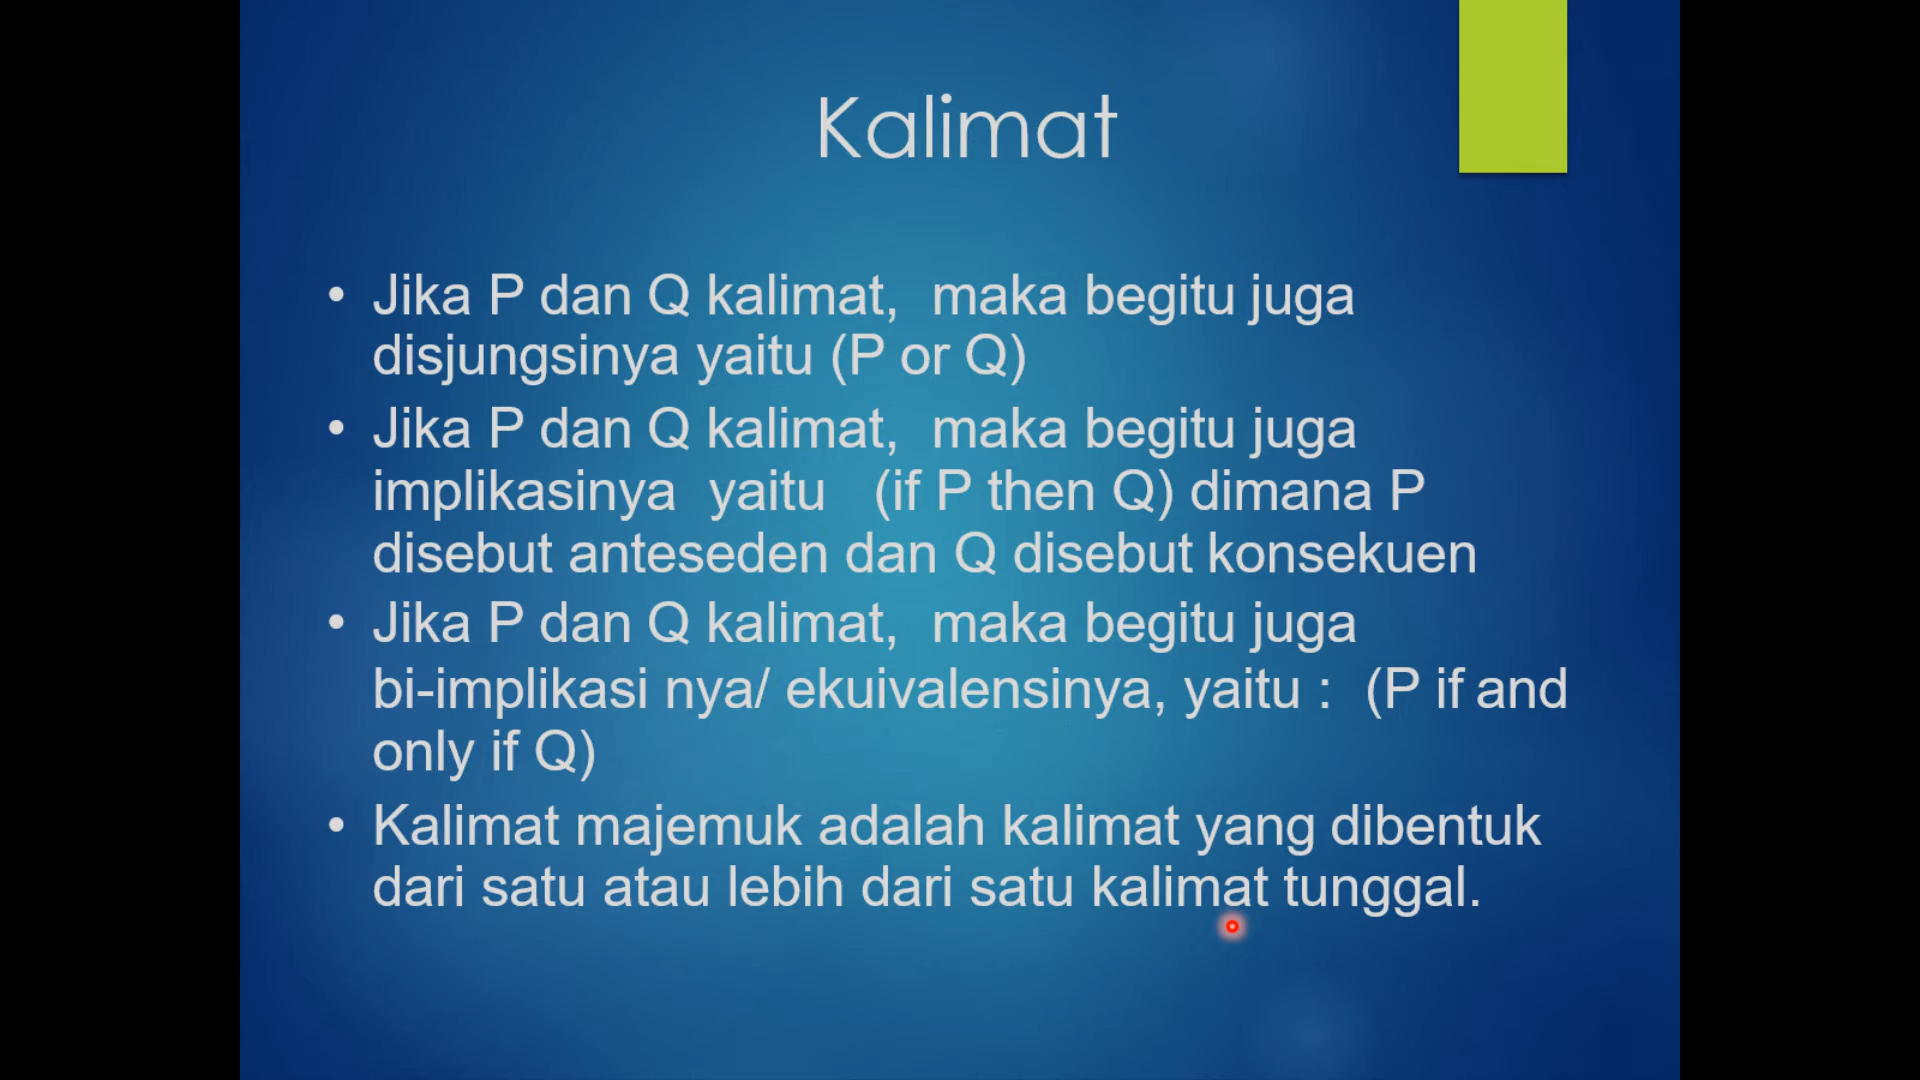 Kalimat
• Jika P dan Q kalimat, maka begitu juga
disjungsinya yaitu (P or Q)
• Jika P dan Q kalimat, maka begitu juga
implikasinya yaitu (if P then Q) dimana P
disebut anteseden dan Q disebut konsekuen
• Jika P dan Q kalimat, maka begitu juga
bi-implikasi nya/ ekuivalensinya, yaitu : (P if and
only if Q)
• Kalimat majemuk adalah kalimat yang dibentuk
dari satu atau lebih dari satu kalimat tunggal.